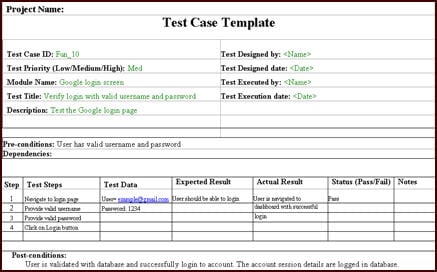 Project Name:
Test Case Template
Test Case ID: Fun_10
Test Designed by: <Name>
Test Priority (Low/Medium/High): Med
Test Designed date: <Date>
Module Name: Google login screen
Test Executed by: <Name>
Test Title: Verify login with valid username and password
Test Execution date: <Date>
Description: Test the Google login page
Pre-conditions: User has valid username and password
Dependencies:
Step Test Steps Test Data Expected Result Actual Result Status (Pass/Fail) Notes
1 Navigate to login page User= example@gmail.com User should be able to login User is navigated to Pass
2 Provide valid username Password: 1234 dashboard with successful
3 Provide valid password login
4 Click on Login button
Post-conditions:
User is validated with database and successfully login to account. The account session details are logged in database.